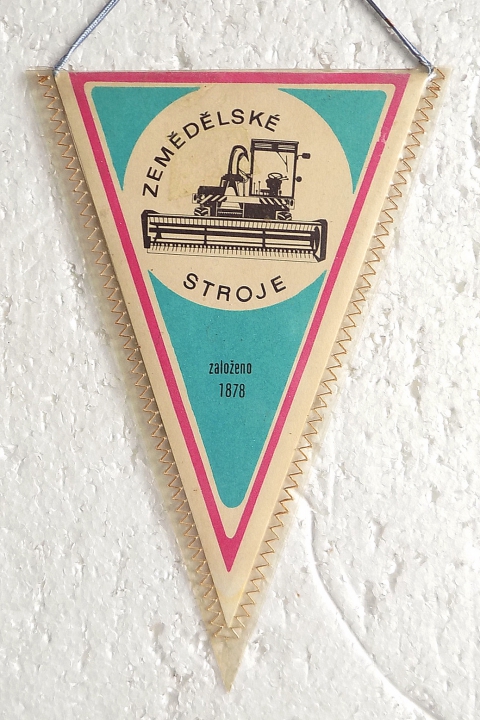 ZEMĚDĚLSKÉ
STROJE
založeno
1878